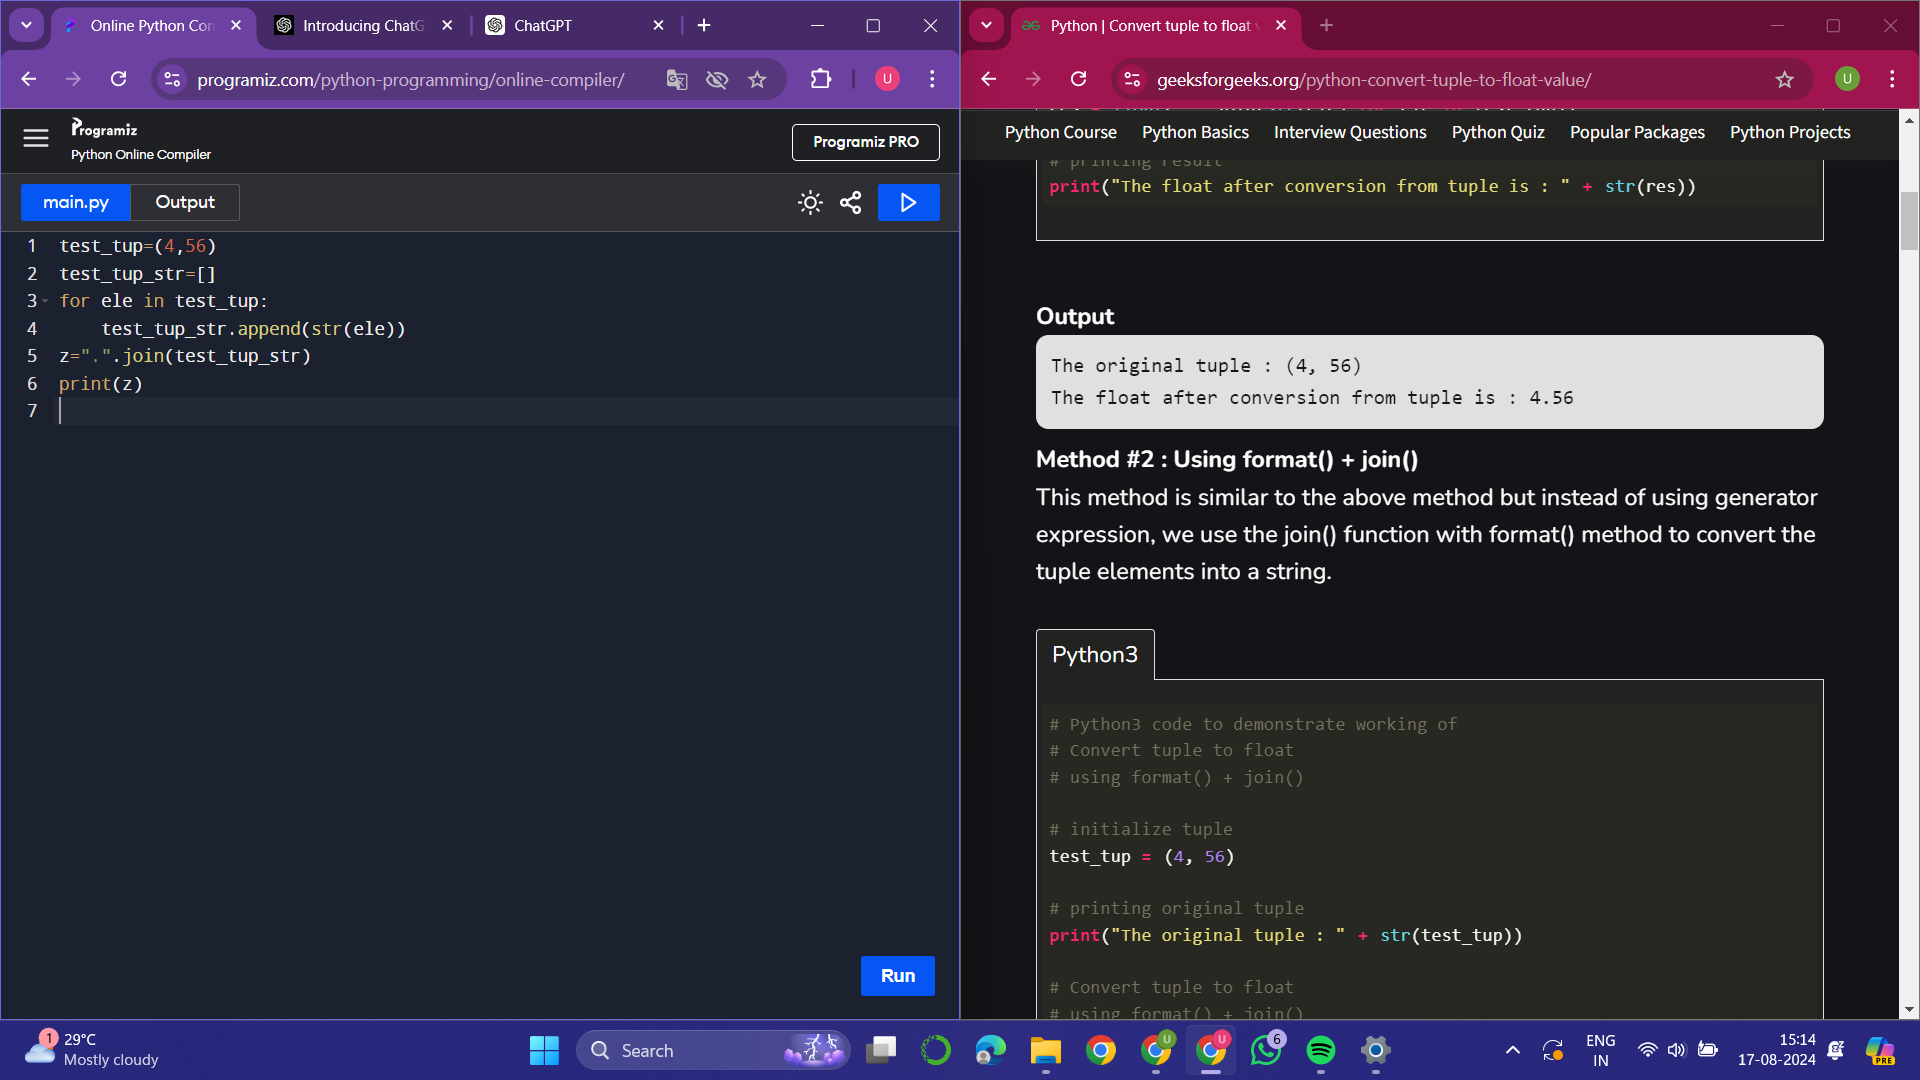 Online Python Con
Introducing ChatG
ChatGPT
programiz.com/python-programming/online-compiler/
U
Programiz
Python Online Compiler
Programiz PRO
main.py
Output
1 test_tup=(4,56)
2 test_tup_str=[]
3 for ele in test_tup:
4 test_tup_str.append(str(ele))
5 z=".".join(test_tup_str)
6 print(z)
7
Run
Python | Convert tuple to float
geeksforgeeks.org/python-convert-tuple-to-float-value/
U
Python Course Python Basics Interview Questions Python Quiz Popular Packages Python Projects
# printing result
print("The float after conversion from tuple is : " + str(res))
Output
The original tuple : (4, 56)
The float after conversion from tuple is : 4.56
Method #2 : Using format() + join()
This method is similar to the above method but instead of using generator
expression, we use the join() function with format() method to convert the
tuple elements into a string.
Python3
# Python3 code to demonstrate working of
# Convert tuple to float
# using format() + join()
# initialize tuple
test_tup = (4, 56)
# printing original tuple
print("The original tuple : " + str(test_tup))
# Convert tuple to float
# using format() + join()
1
29°C
Mostly cloudy
Search
U
U
6
ENG
IN
15:14
17-08-2024
PRE